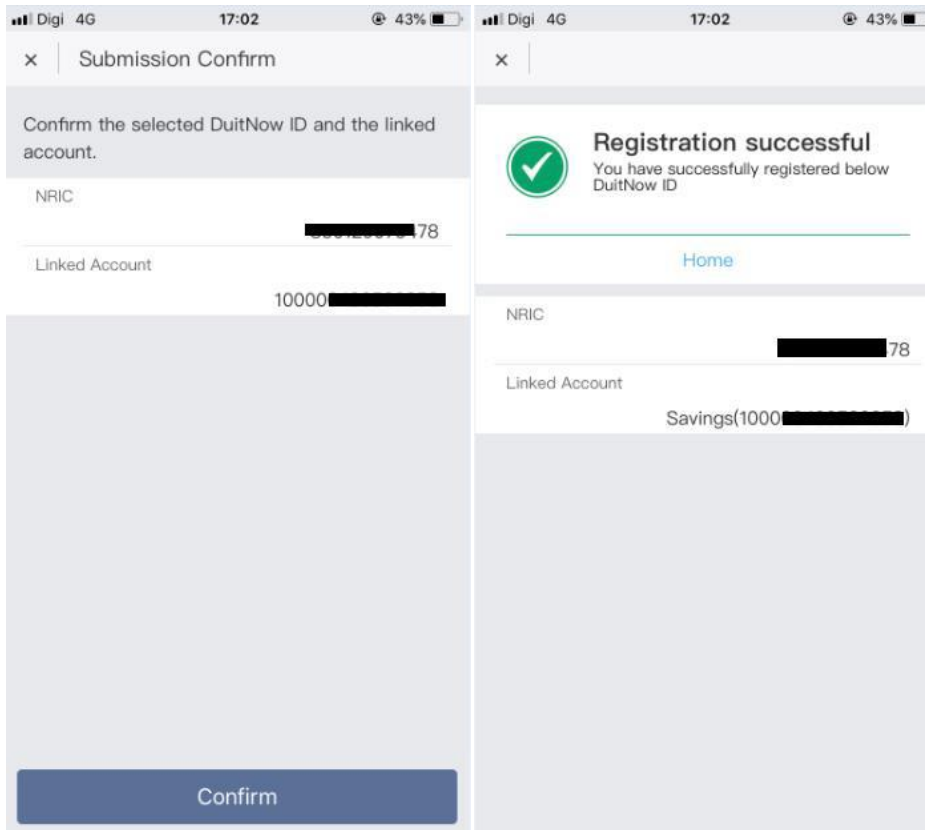 Digi 4G 17:02 43%
× Submission Confirm
Confirm the selected DuitNow ID and the linked
account.
NRIC
78
Linked Account
10000
Confirm
Digi 4G 17:02 43%
×
Registration successful
You have successfully registered below
DuitNow ID
Home
NRIC
78
Linked Account
Savings(1000 )